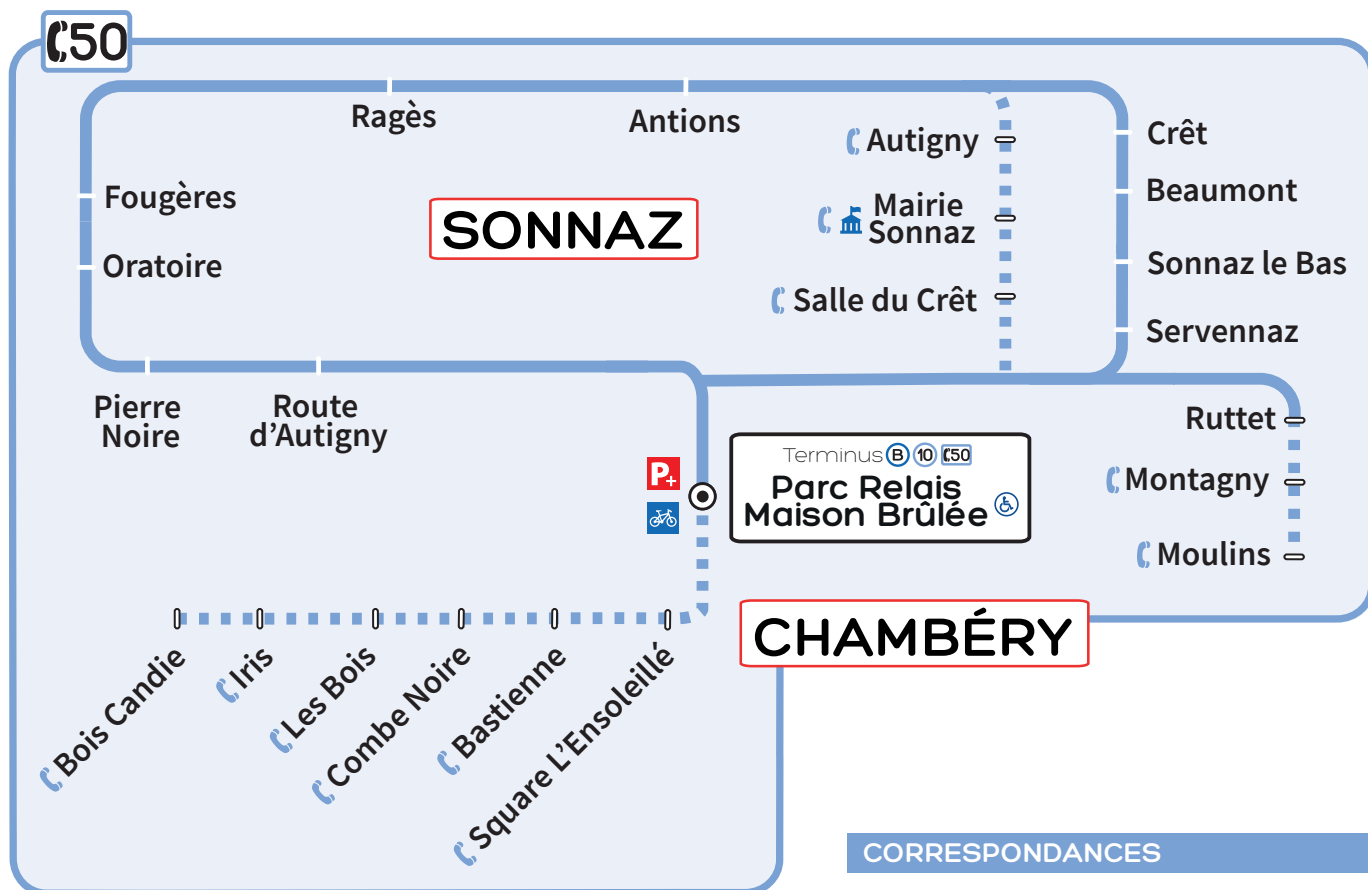 50
Ragès
Antions
Autigny
Crêt
Fougères
Mairie
Sonnaz
Beaumont
SONNAZ
Oratoire
Sonnaz le Bas
Salle du Crêt
Servennaz
Pierre
Noire
Route
d'Autigny
Ruttet
Terminus B 10 50
Parc Relais
Maison Brûlée
P+
Montagny
Moulins
CHAMBÉRY
Bois Candie
Iris
Les Bois
Combe Noire
Bastienne
Square L'Ensoleillé
CORRESPONDANCES